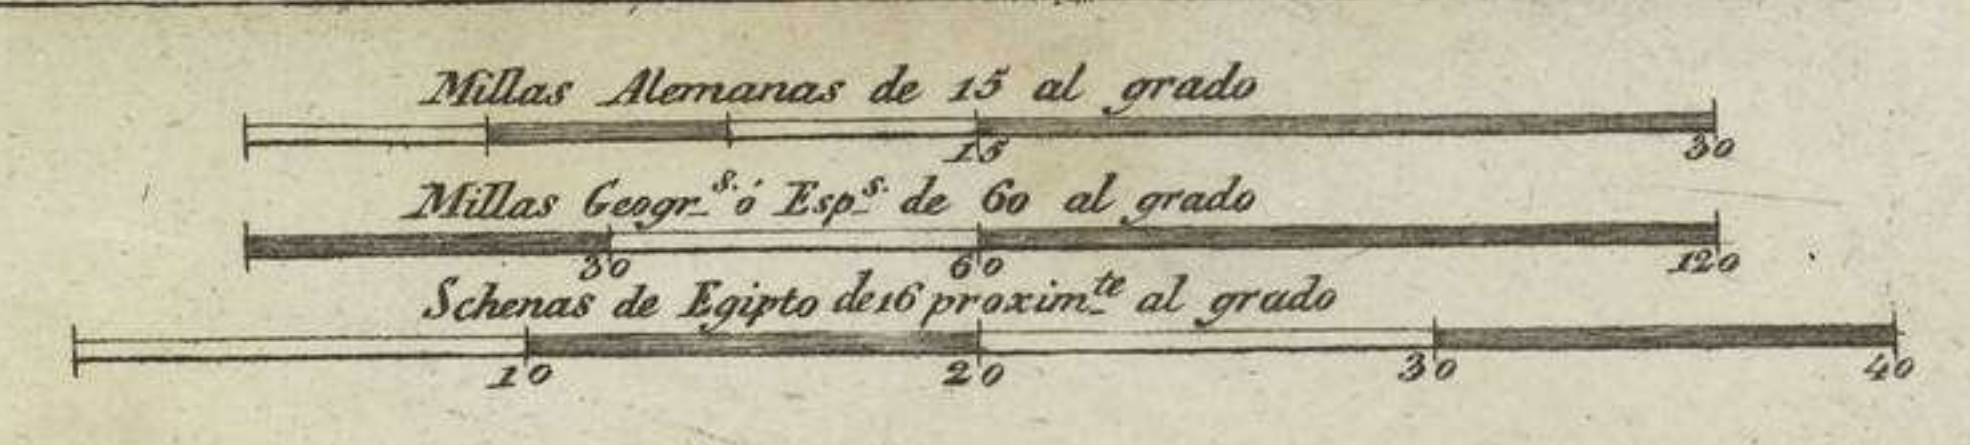 Millas Alemanas de 15 al grado
15 30
Millas Geogr.s ó Esp.s de 60 al grado
30 60 120
Schenas de Egipto de 16 proxim.te al grado
10 20 30 40